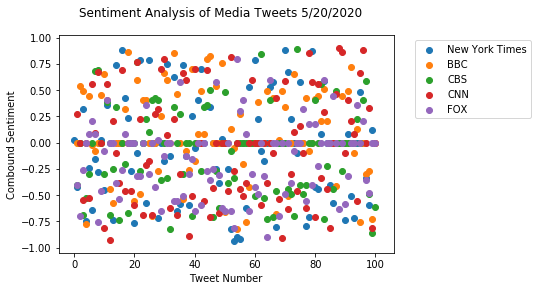 Sentiment Analysis of Media Tweets 5/20/2020
1.00
0.75
0.50
0.25
0.00
−0.25
−0.50
−0.75
−1.00
Combound Sentiment
0 20 40 60 80 100
Tweet Number
New York Times
BBC
CBS
CNN
FOX